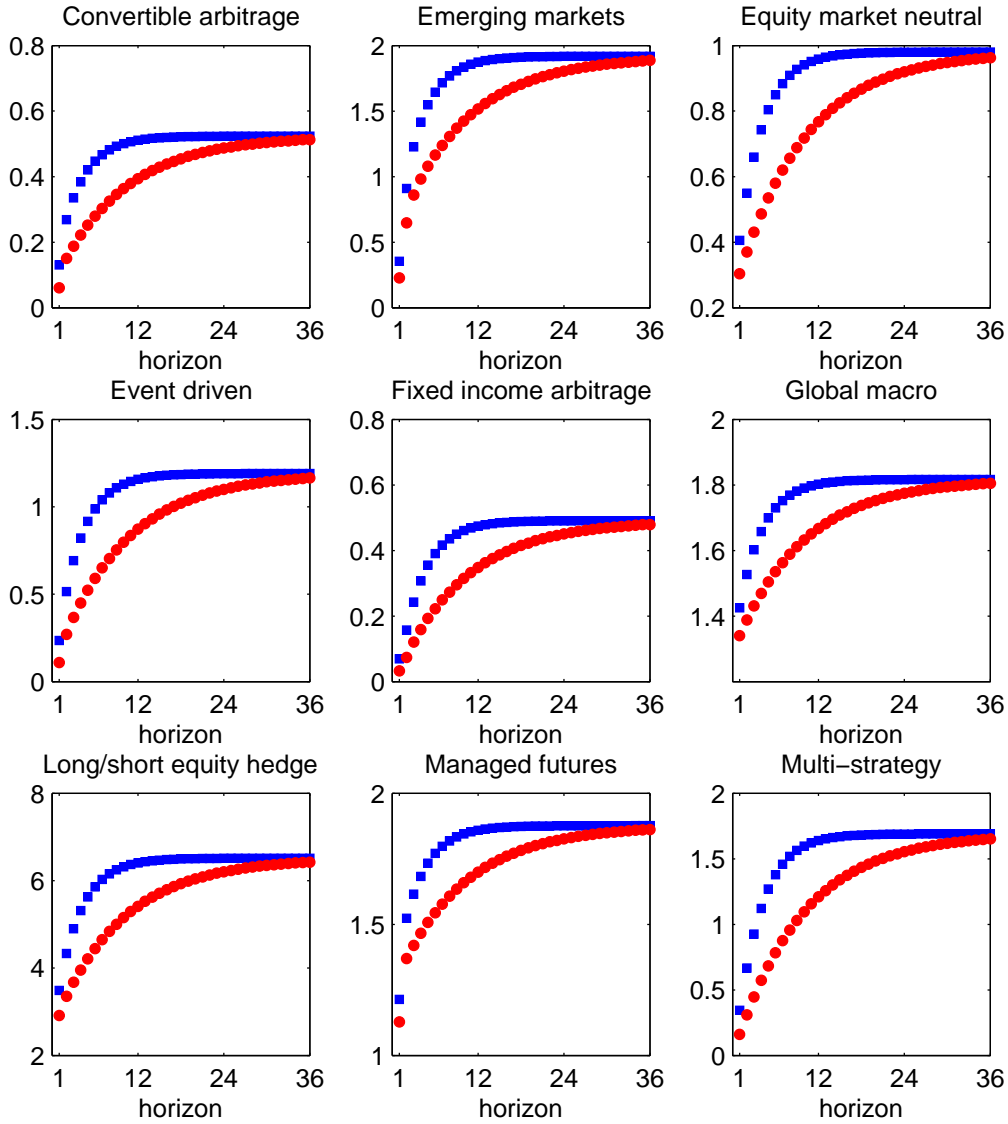 Convertible arbitrage
0.8
0.6
0.4
0.2
0
1 12 24 36
horizon
Emerging markets
2
1.5
1
0.5
0
1 12 24 36
horizon
Equity market neutral
1
0.8
0.6
0.4
0.2
1 12 24 36
horizon
Event driven
1.5
1
0.5
0
1 12 24 36
horizon
Fixed income arbitrage
0.8
0.6
0.4
0.2
0
1 12 24 36
horizon
Global macro
2
1.8
1.6
1.4
1 12 24 36
horizon
Long/short equity hedge
8
6
4
2
1 12 24 36
horizon
Managed futures
2
1.5
1
1 12 24 36
horizon
Multi−strategy
2
1.5
1
0.5
0
1 12 24 36
horizon